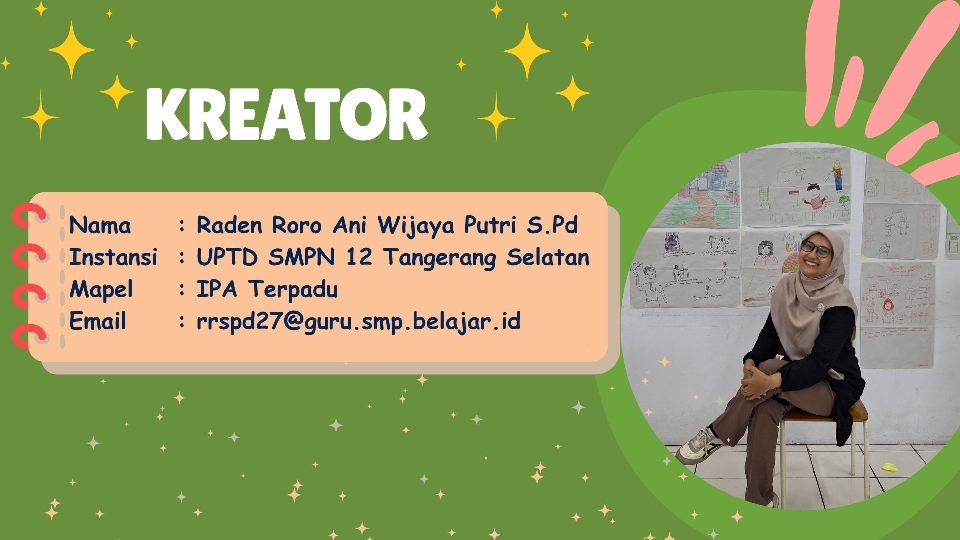 KREATOR
Nama : Raden Roro Ani Wijaya Putri S.Pd
Instansi : UPTD SMPN 12 Tangerang Selatan
Mapel : IPA Terpadu
Email : rrspd27@guru.smp.belajar.id